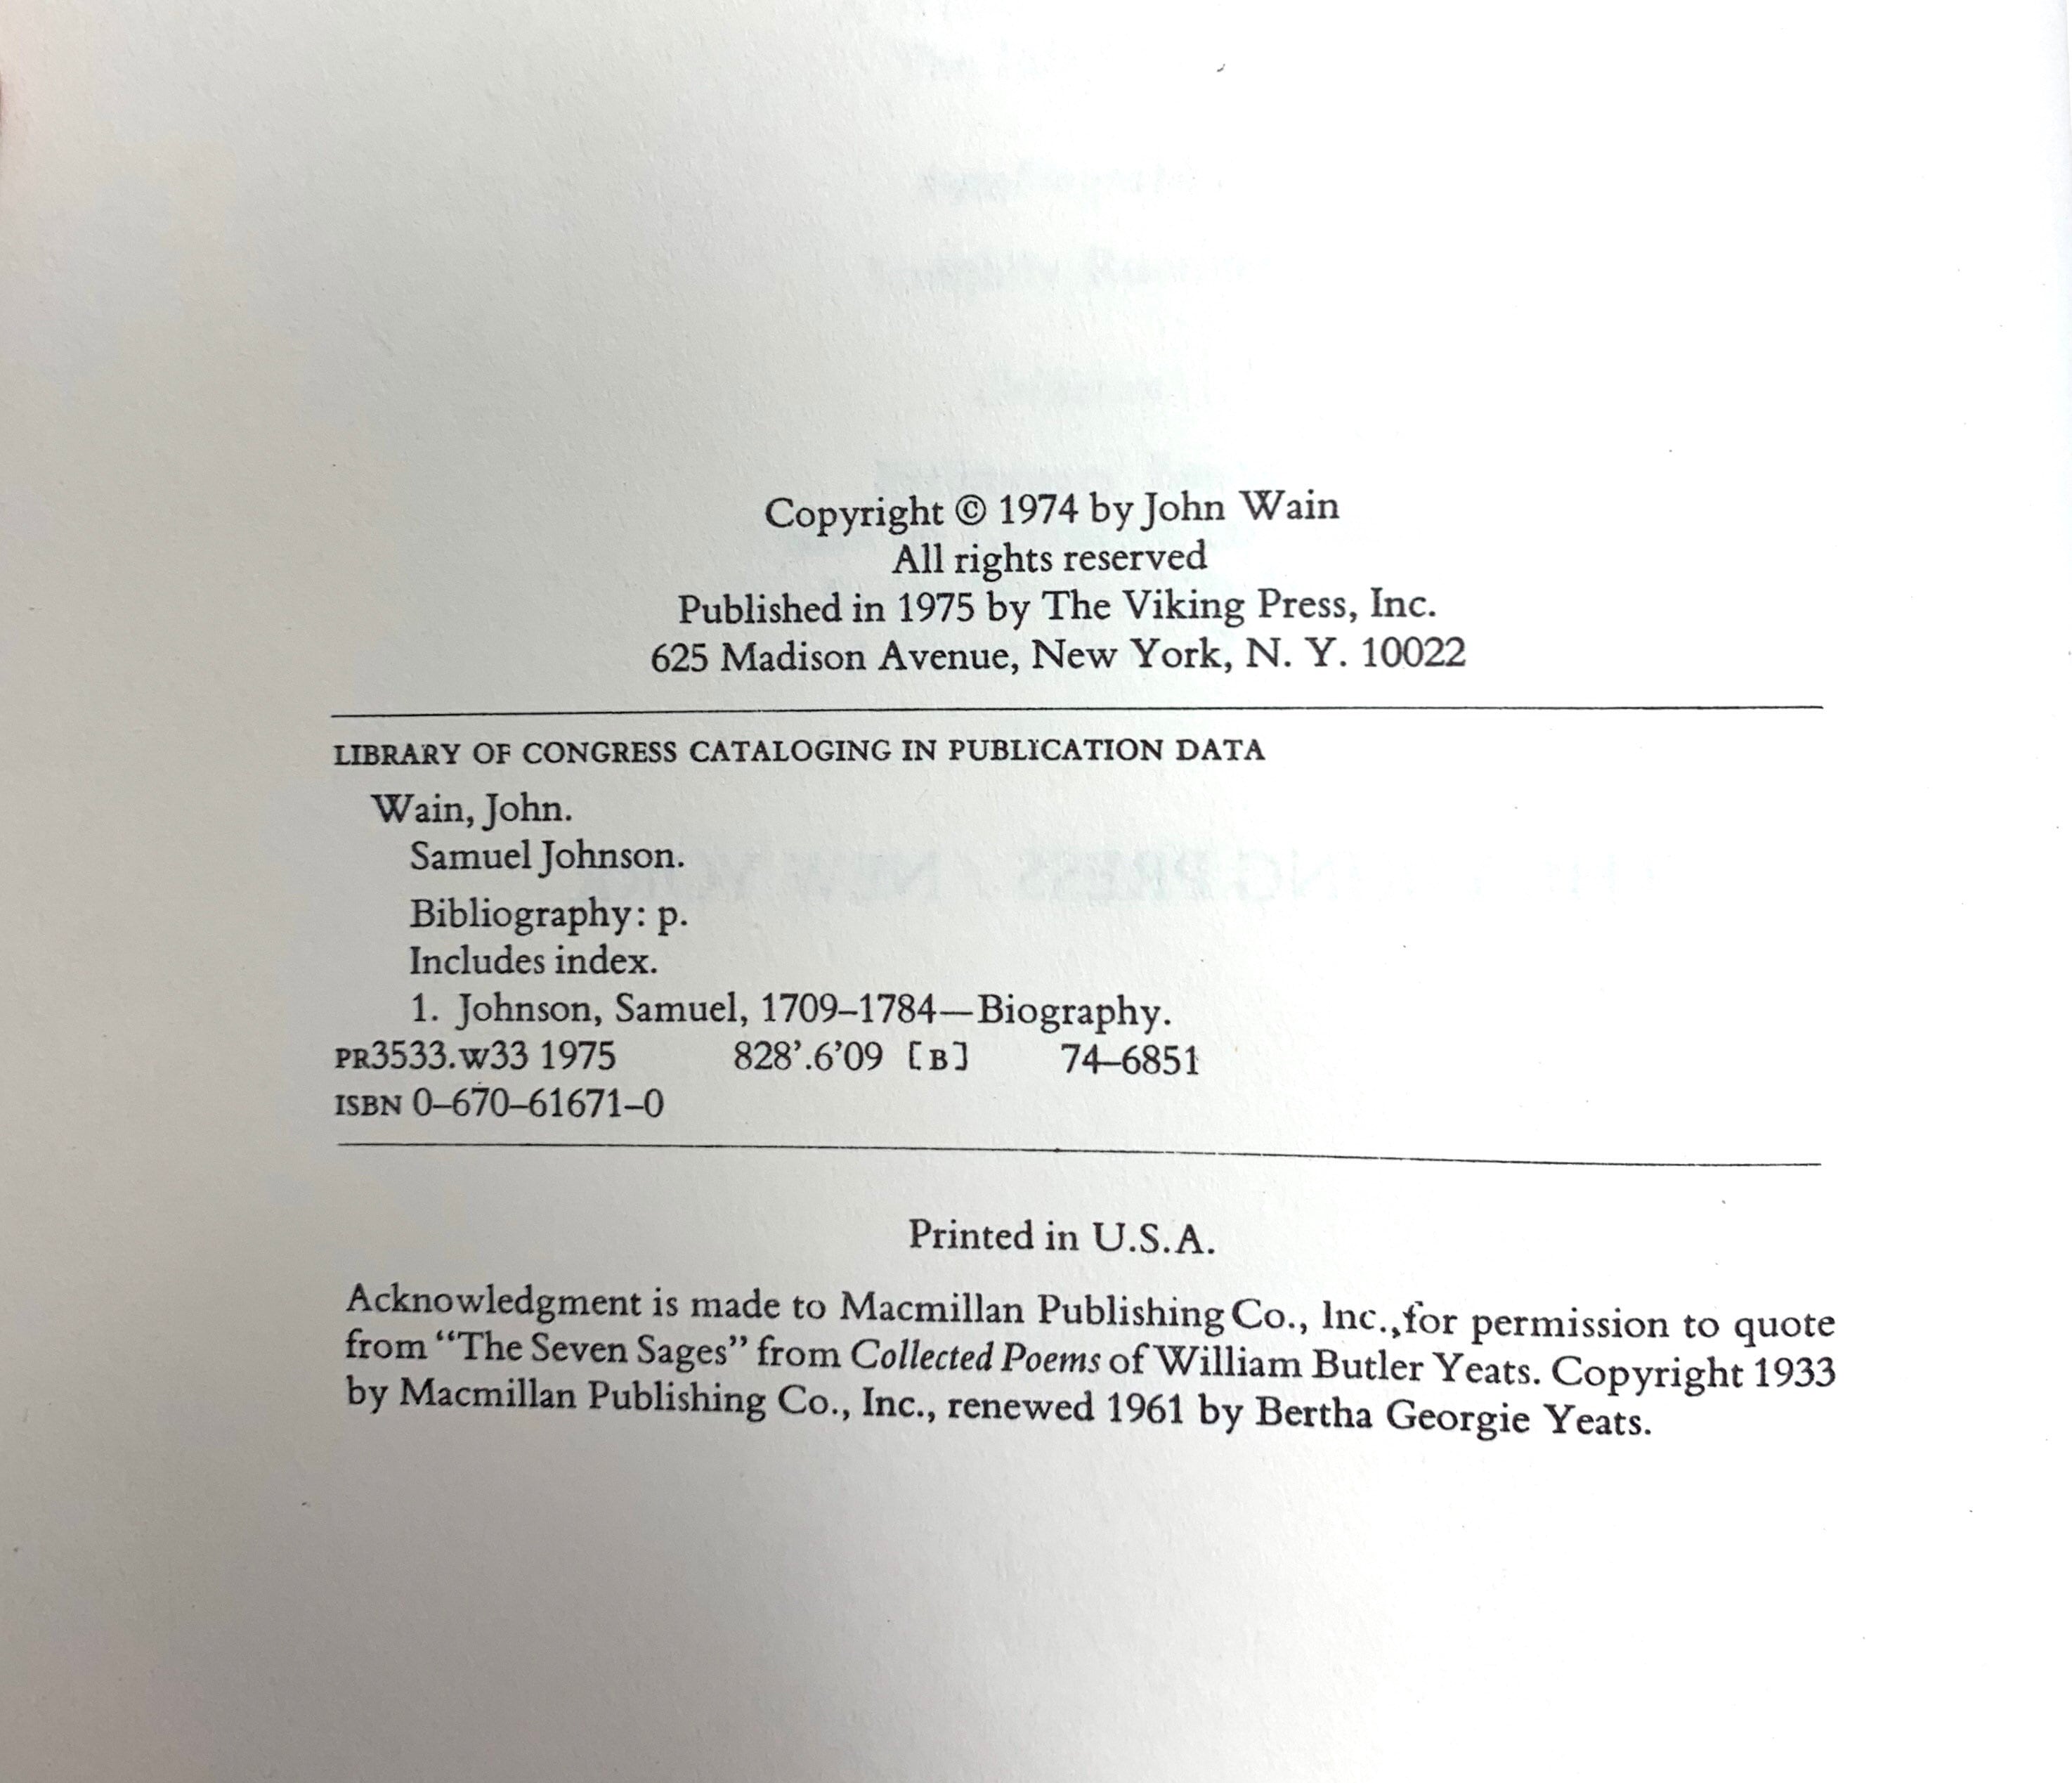 Copyright © 1974 by John Wain
All rights reserved
Published in 1975 by The Viking Press, Inc.
625 Madison Avenue, New York, N. Y. 10022
LIBRARY OF CONGRESS CATALOGING IN PUBLICATION DATA
Wain, John.
Samuel Johnson.
Bibliography: p.
Includes index.
1. Johnson, Samuel, 1709–1784—Biography.
PR3533.W33 1975 828’.6’09 [B] 74–6851
ISBN 0–670–61671–0
Printed in U.S.A.
Acknowledgment is made to Macmillan Publishing Co., Inc., for permission to quote
from “The Seven Sages” from Collected Poems of William Butler Yeats. Copyright 1933
by Macmillan Publishing Co., Inc., renewed 1961 by Bertha Georgie Yeats.